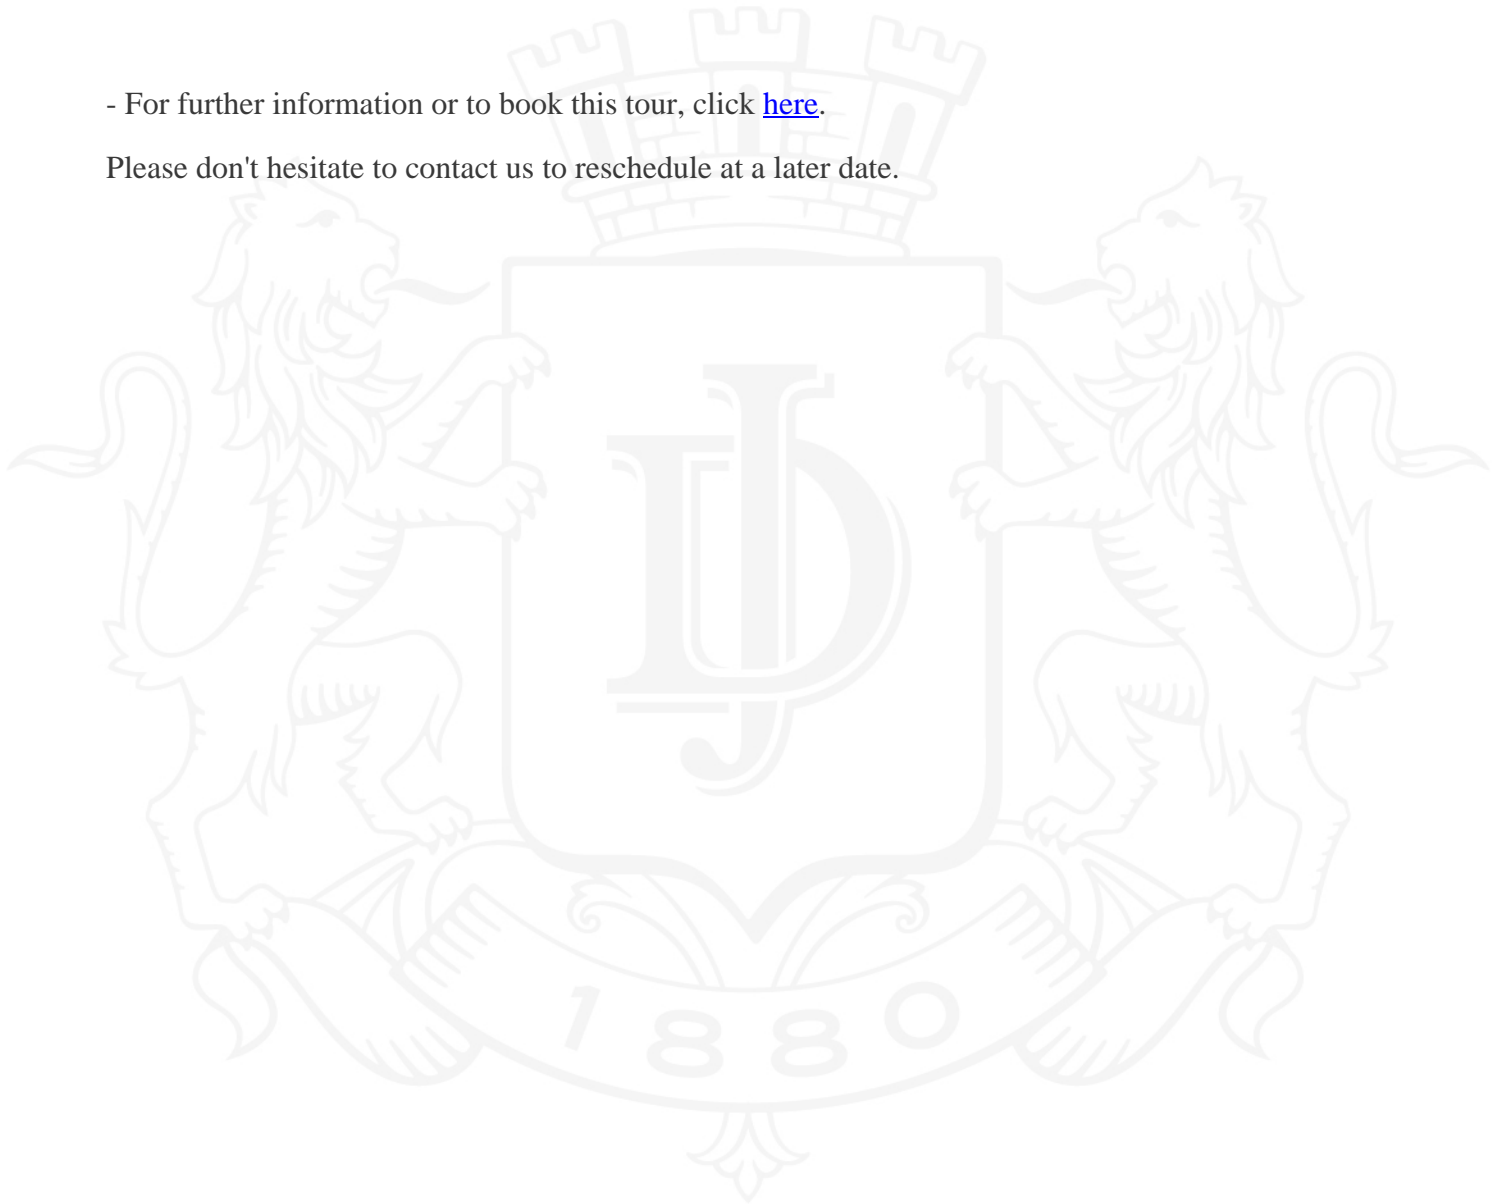 - For further information or to book this tour, click here.
Please don't hesitate to contact us to reschedule at a later date.
JD
1880